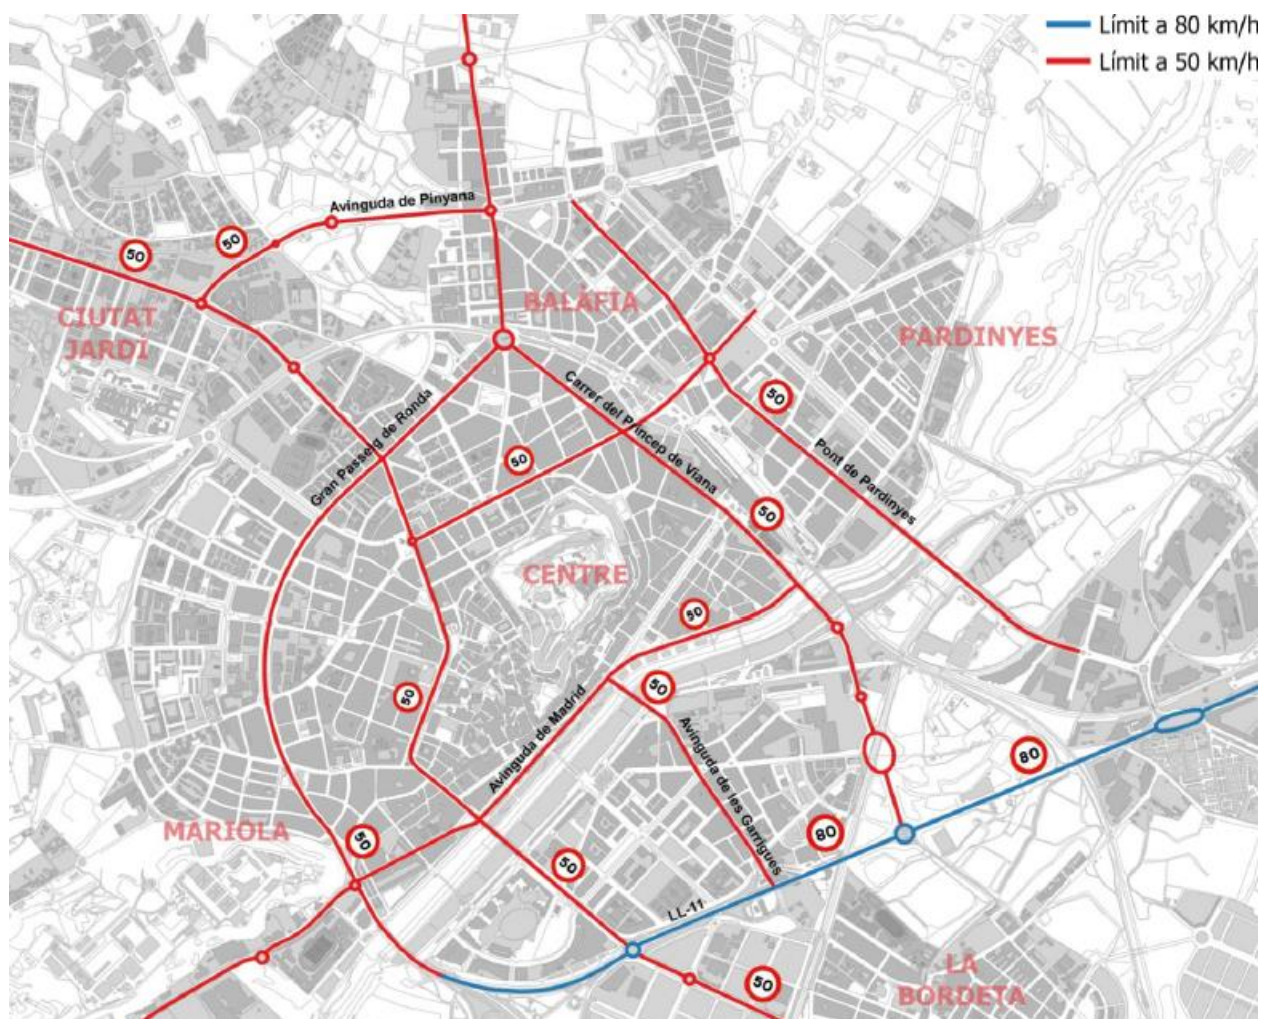 Límit a 80 km/h
Límit a 50 km/h
Avinguda de Pinyana
50
50
CIUTAT
JARDÍ
BALÀFIA
PARDINYES
Gran Passeig de Ronda
Carrer del Príncep de Viana
50
50
Pont de Pardinyes
50
CENTRE
50
50
50
Avinguda de Madrid
Avinguda de les Garrigues
80
MARIOLA
50
80
50
LL-11
50
LA
BORDETA